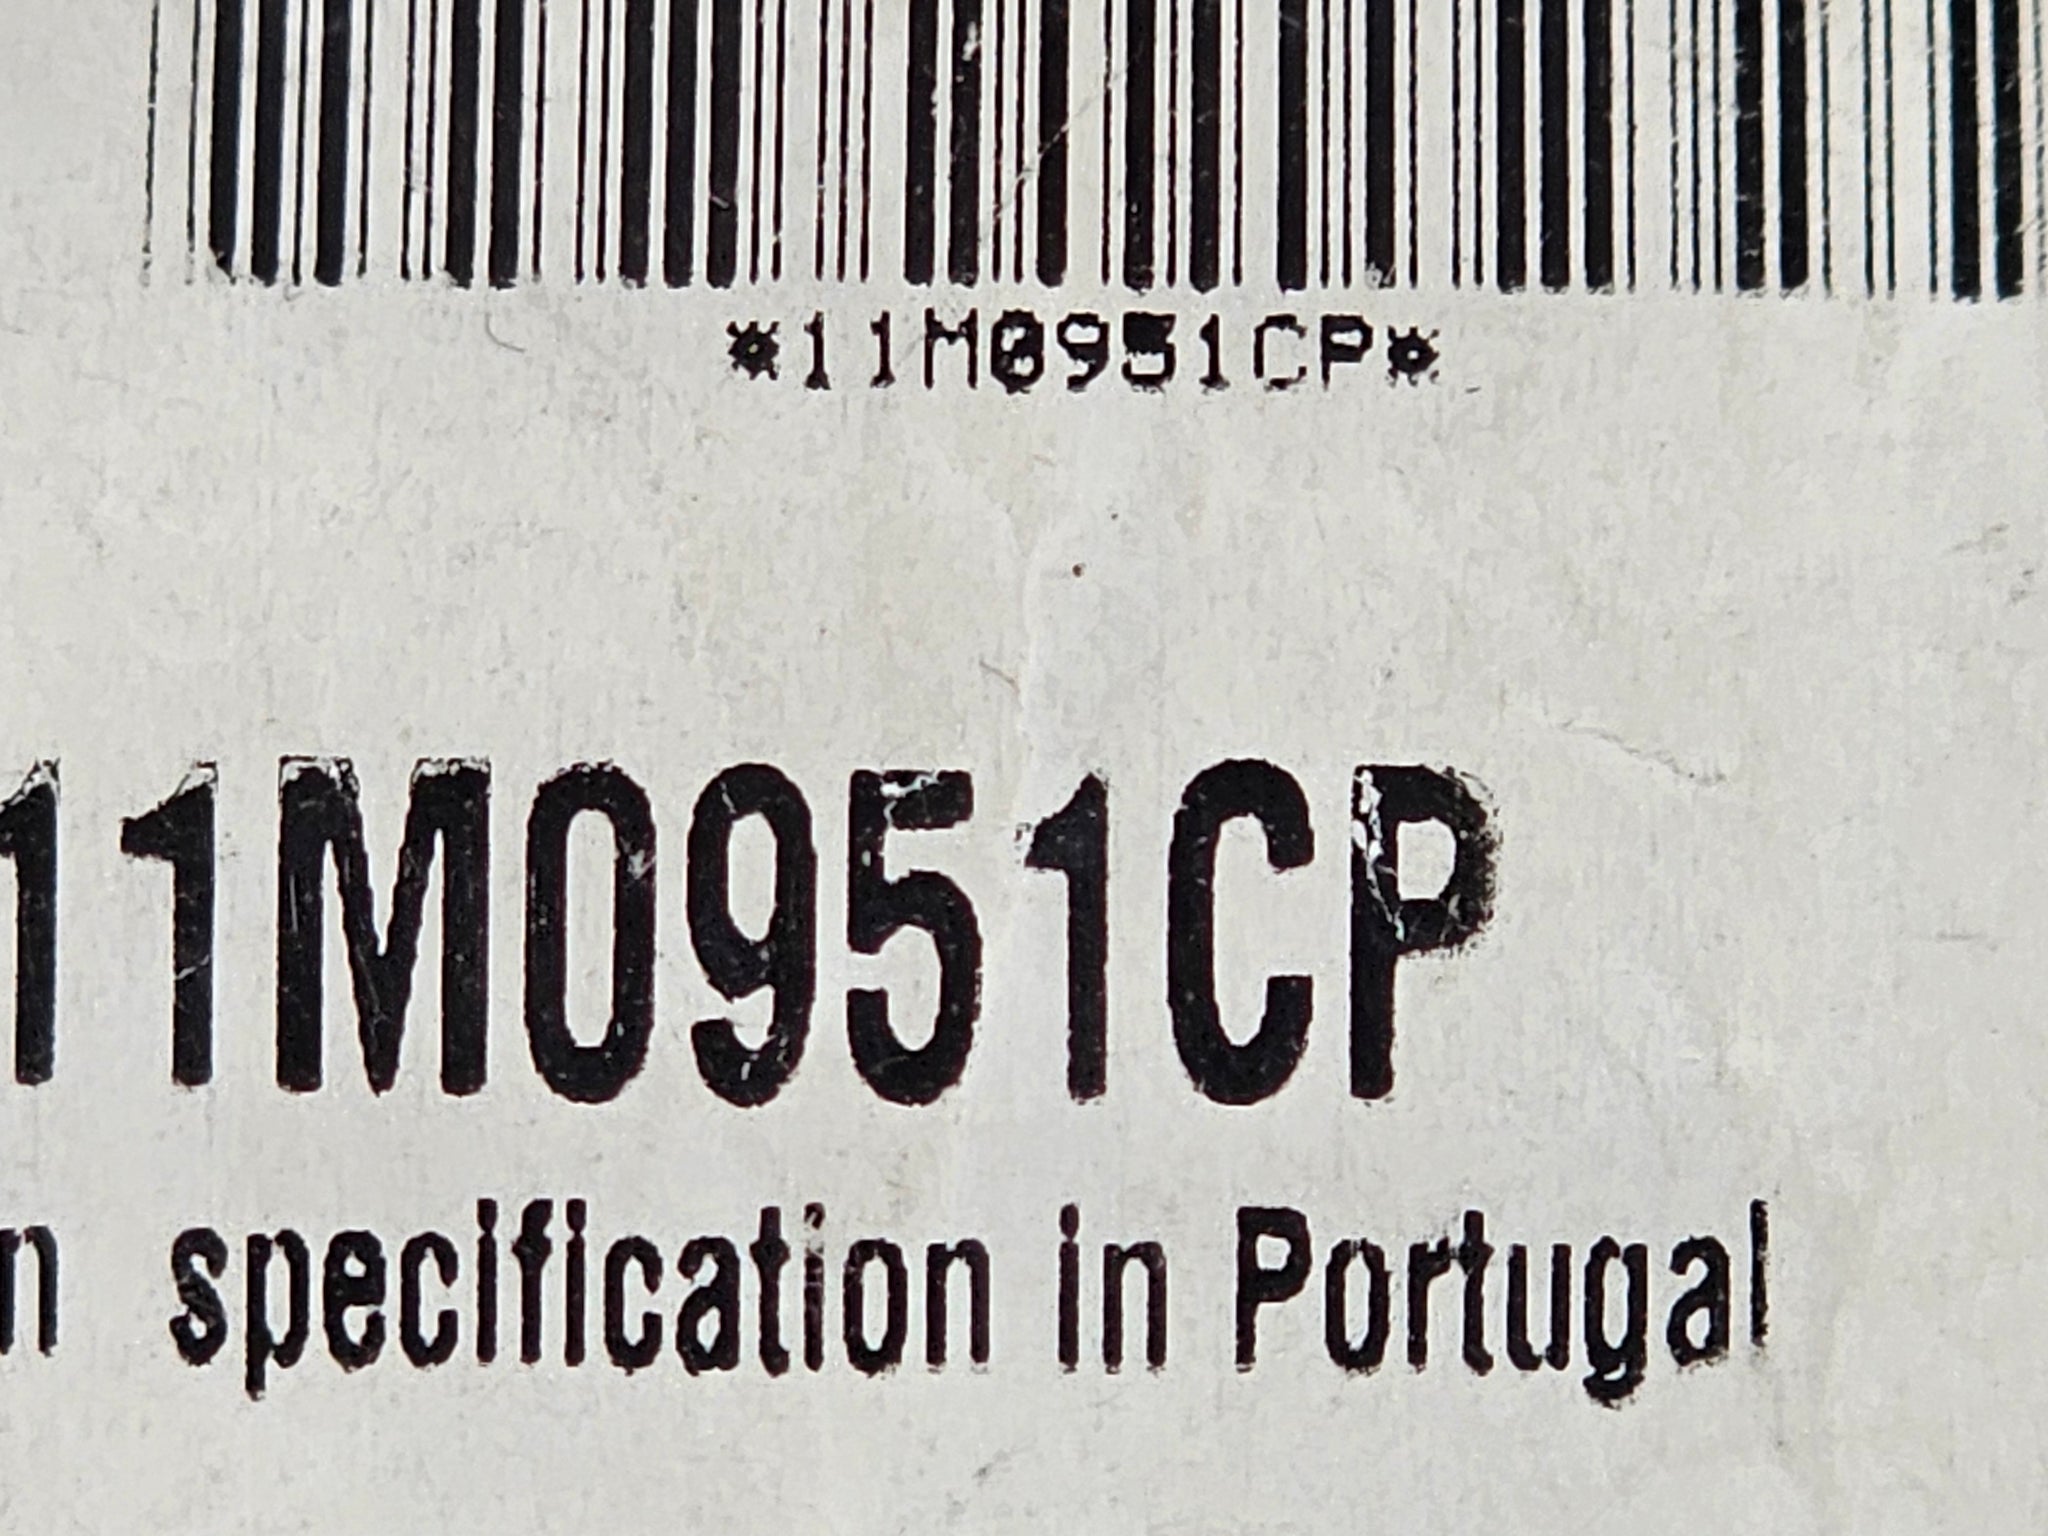 *11M0951CP*
11M0951CP
n specification in Portugal